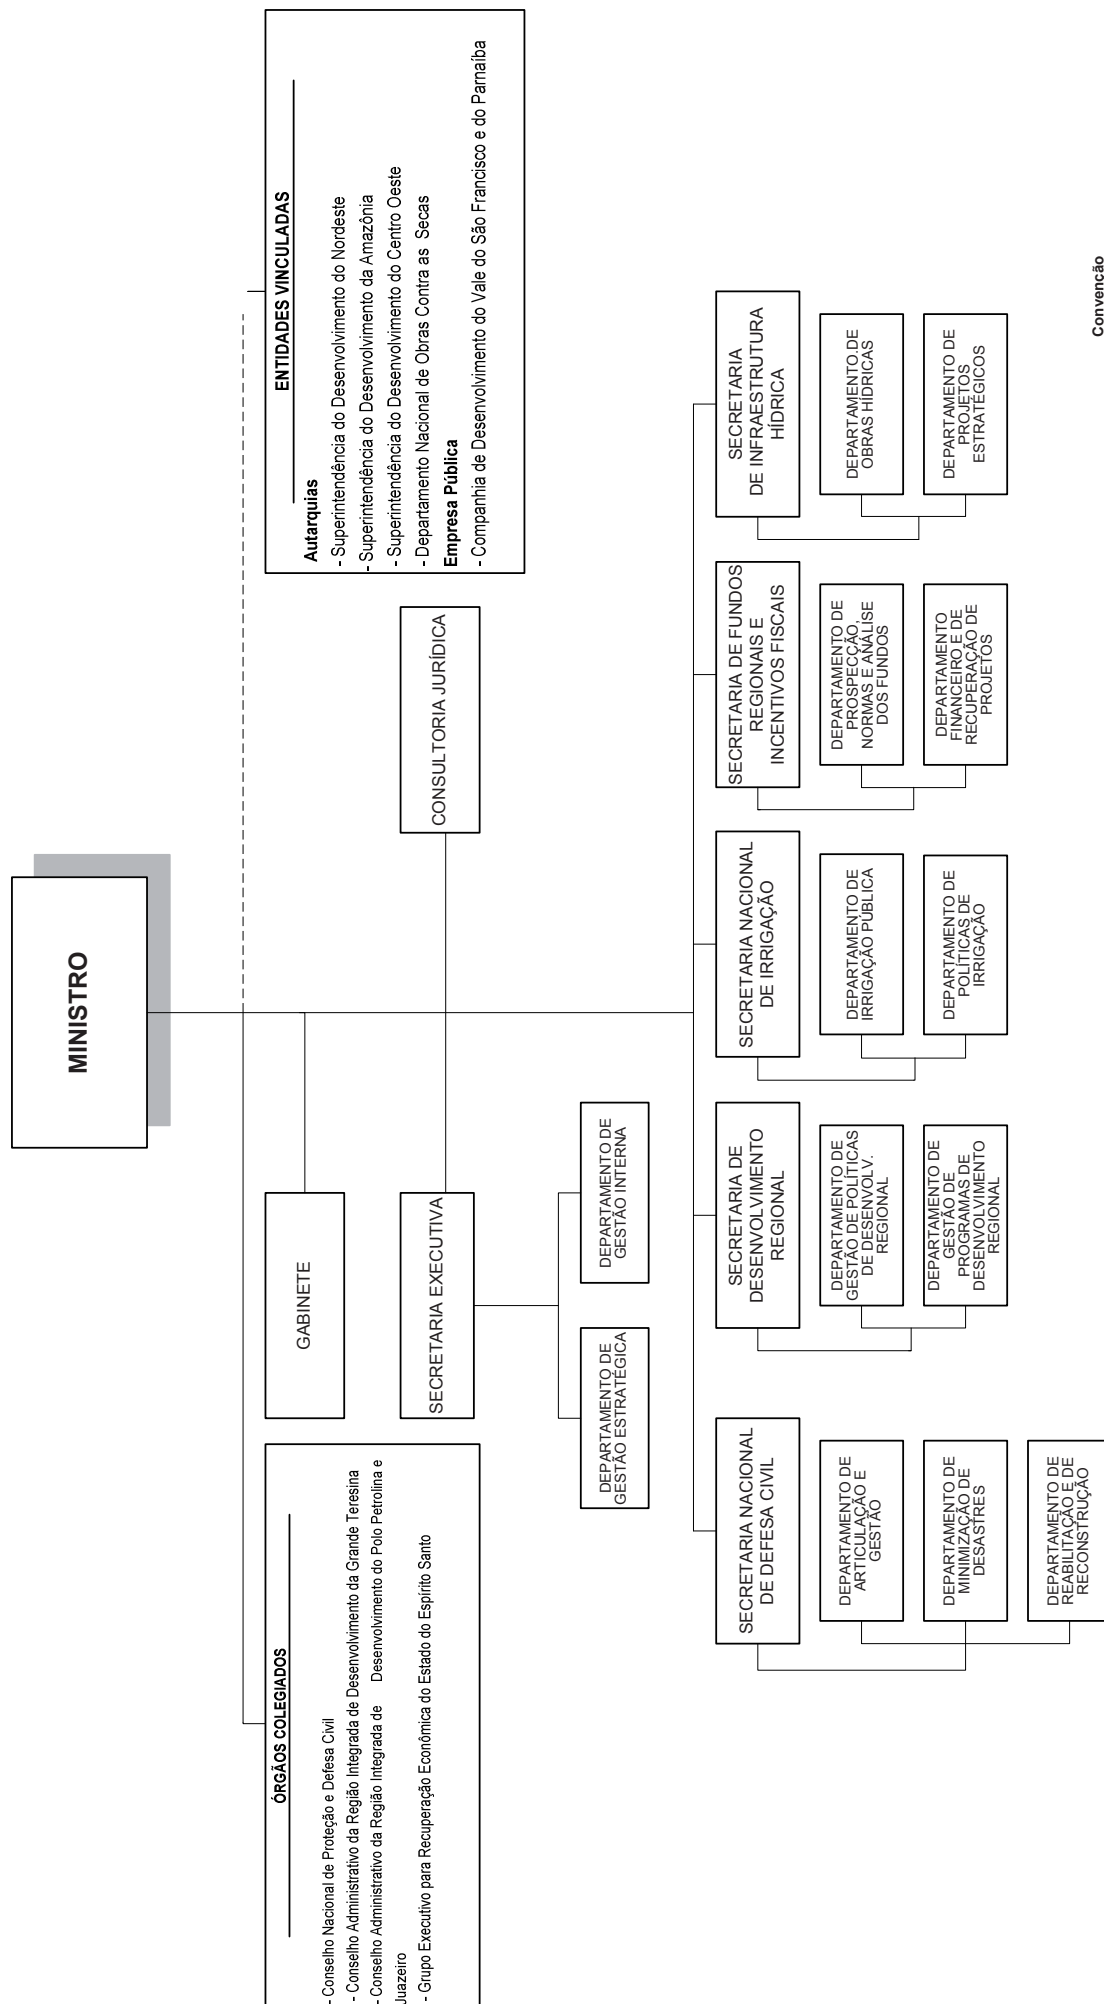 MINISTRO
ÓRGÃOS COLEGIADOS
- Conselho Nacional de Proteção e Defesa Civil
- Conselho Administrativo da Região Integrada de Desenvolvimento da Grande Teresina
- Conselho Administrativo da Região Integrada de Desenvolvimento do Polo Petrolina e
Juazeiro
- Grupo Executivo para Recuperação Econômica do Estado do Espírito Santo
GABINETE
ENTIDADES VINCULADAS
Autarquias
- Superintendência do Desenvolvimento do Nordeste
- Superintendência do Desenvolvimento da Amazônia
- Superintendência do Desenvolvimento do Centro Oeste
- Departamento Nacional de Obras Contra as Secas
Empresa Pública
- Companhia de Desenvolvimento do Vale do São Francisco e do Parnaíba
SECRETARIA EXECUTIVA
CONSULTORIA JURÍDICA
DEPARTAMENTO DE
GESTÃO ESTRATÉGICA
DEPARTAMENTO DE
GESTÃO INTERNA
SECRETARIA NACIONAL
DE DEFESA CIVIL
DEPARTAMENTO DE
ARTICULAÇÃO E
GESTÃO
DEPARTAMENTO DE
MINIMIZAÇÃO DE
DESASTRES
DEPARTAMENTO DE
REABILITAÇÃO E DE
RECONSTRUÇÃO
SECRETARIA DE
DESENVOLVIMENTO
REGIONAL
DEPARTAMENTO DE
GESTÃO DE POLÍTICAS
DE DESENVOLV.
REGIONAL
DEPARTAMENTO DE
GESTÃO DE
PROGRAMAS DE
DESENVOLVIMENTO
REGIONAL
SECRETARIA NACIONAL
DE IRRIGAÇÃO
DEPARTAMENTO DE
IRRIGAÇÃO PÚBLICA
DEPARTAMENTO DE
POLÍTICAS DE
IRRIGAÇÃO
SECRETARIA DE FUNDOS
REGIONAIS E
INCENTIVOS FISCAIS
DEPARTAMENTO DE
PROSPECÇÃO,
NORMAS E ANÁLISE
DOS FUNDOS
DEPARTAMENTO
FINANCEIRO E DE
RECUPERAÇÃO DE
PROJETOS
SECRETARIA
DE INFRAESTRUTURA
HÍDRICA
DEPARTAMENTO.DE
OBRAS HÍDRICAS
DEPARTAMENTO DE
PROJETOS
ESTRATÉGICOS
Convenção